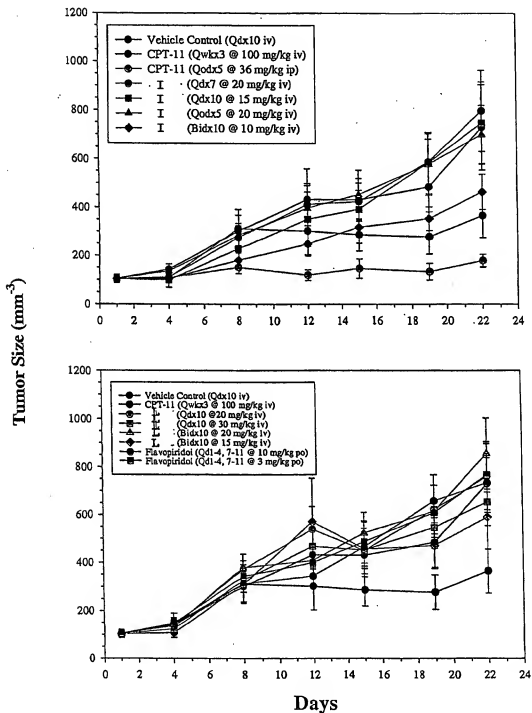 1200
1000
800
600
400
200
0
Vehicle Control (Qdx10 iv)
CPT-11 (Qwkx3 @ 100 mg/kg iv)
CPT-11 (Qodx5 @ 36 mg/kg ip)
I (Qdx7 @ 20 mg/kg iv)
I (Qdx10 @ 15 mg/kg iv)
I (Qodx5 @ 20 mg/kg iv)
I (Bidx10 @ 10 mg/kg iv)
0 2 4 6 8 10 12 14 16 18 20 22 24
Tumor Size (mm-3)
1200
1000
800
600
400
200
0
Vehicle Control (Qdx10 iv)
CPT-11 (Qwkx3 @ 100 mg/kg iv)
(Qdx10 @20 mg/kg iv)
(Qdx10 @ 30 mg/kg iv)
(Bidx10 @ 20 mg/kg iv)
(Bidx10 @ 15 mg/kg iv)
Flavopiridol (Qd1-4, 7-11 @ 10 mg/kg po)
Flavopiridol (Qd1-4, 7-11 @ 3 mg/kg po)
0 2 4 6 8 10 12 14 16 18 20 22 24
Days